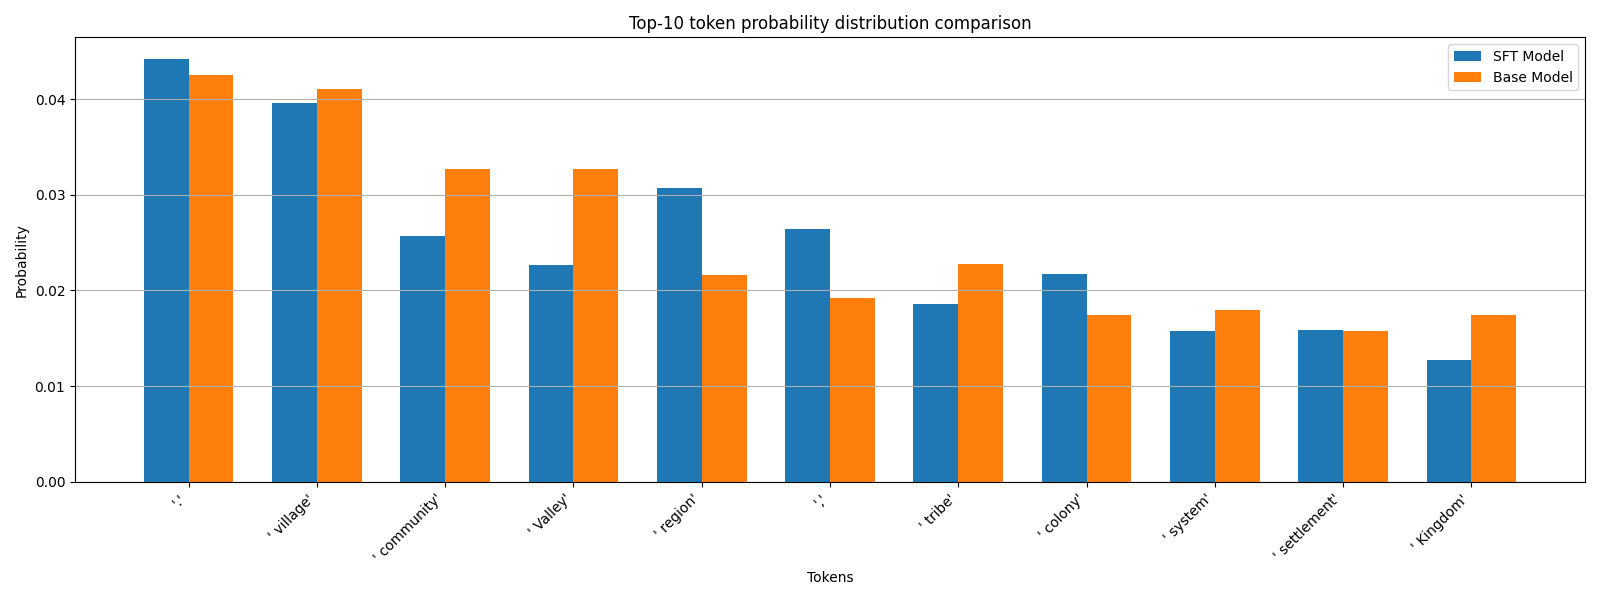 Top-10 token probability distribution comparison
SFT Model
Base Model
Probability
0.04
0.03
0.02
0.01
0.00
'.'
' village'
' community'
' Valley'
' region'
','
' tribe'
' colony'
' system'
' settlement'
' Kingdom'
Tokens